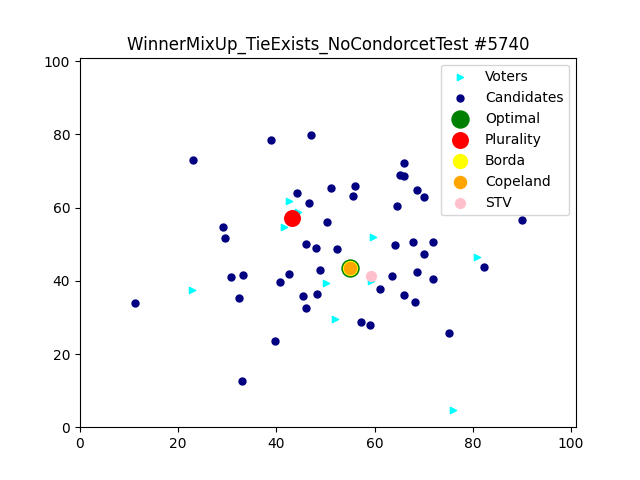 WinnerMixUp_TieExists_NoCondorcetTest #5740
100
80
60
40
20
0
0
20
40
60
80
100
Voters
Candidates
Optimal
Plurality
Borda
Copeland
STV